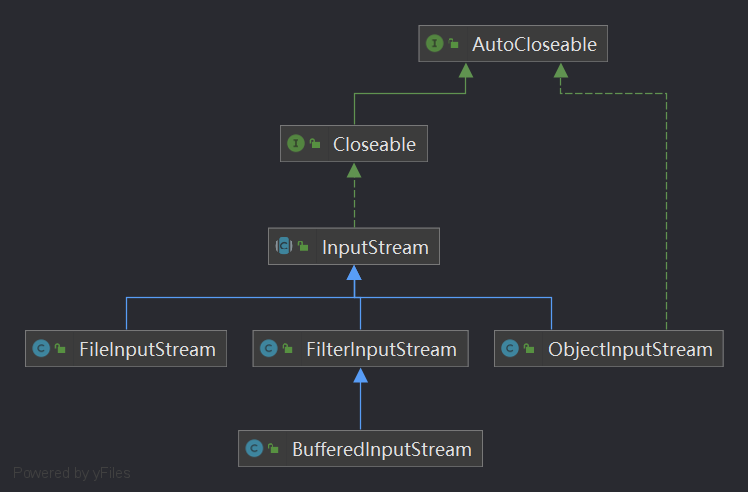 AutoCloseable
Closeable
InputStream
FileInputStream
FilterInputStream
ObjectInputStream
BufferedInputStream
Powered by yFiles